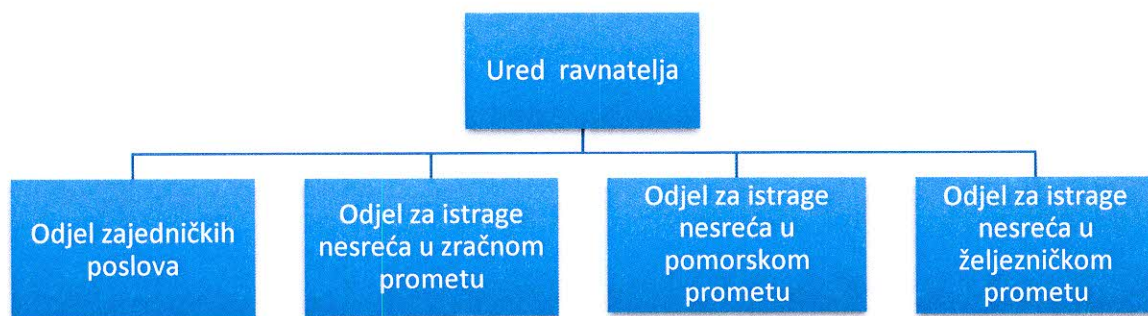 Ured ravnatelja
Odjel zajedničkih
poslova
Odjel za istrage
nesreća u zračnom
prometu
Odjel za istrage
nesreća u
pomorskom
prometu
Odjel za istrage
nesreća u
željezničkom
prometu